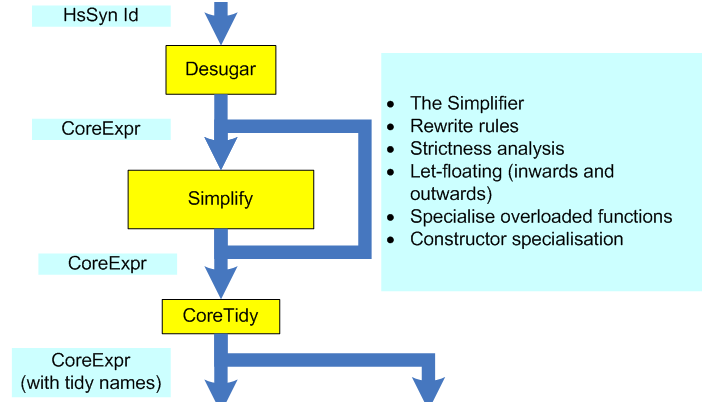 HsSyn Id
Desugar
CoreExpr
Simplify
CoreExpr
CoreTidy
CoreExpr
(with tidy names)
• The Simplifier
• Rewrite rules
• Strictness analysis
• Let-floating (inwards and
outwards)
• Specialise overloaded functions
• Constructor specialisation